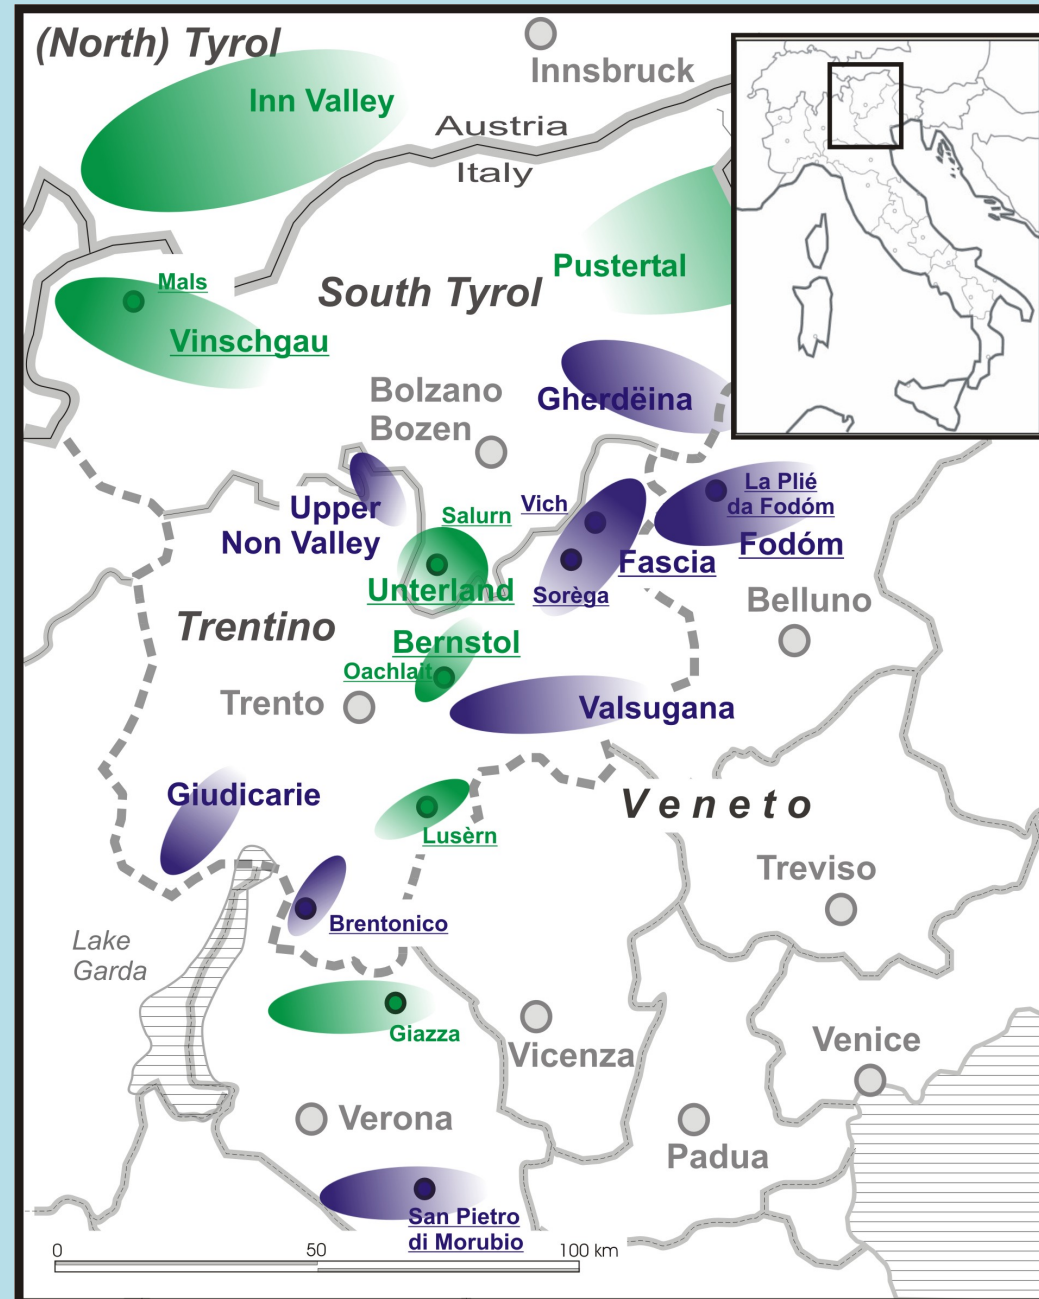 (North) Tyrol
Innsbruck
Inn Valley
Austria
Italy
Pustertal
Mals
South Tyrol
Vinschgau
Bolzano
Bozen
Gherdëina
Upper
Non Valley
Salurn
Vich
La Plié
da Fodóm
Fodóm
Unterland
Fascia
Sorèga
Belluno
Trentino
Bernstol
Oachlait
Trento
Valsugana
Giudicarie
Veneto
Lusèrn
Treviso
Brentonico
Lake
Garda
Giazza
Vicenza
Venice
Verona
Padua
San Pietro
di Morubio
0 50 100 km